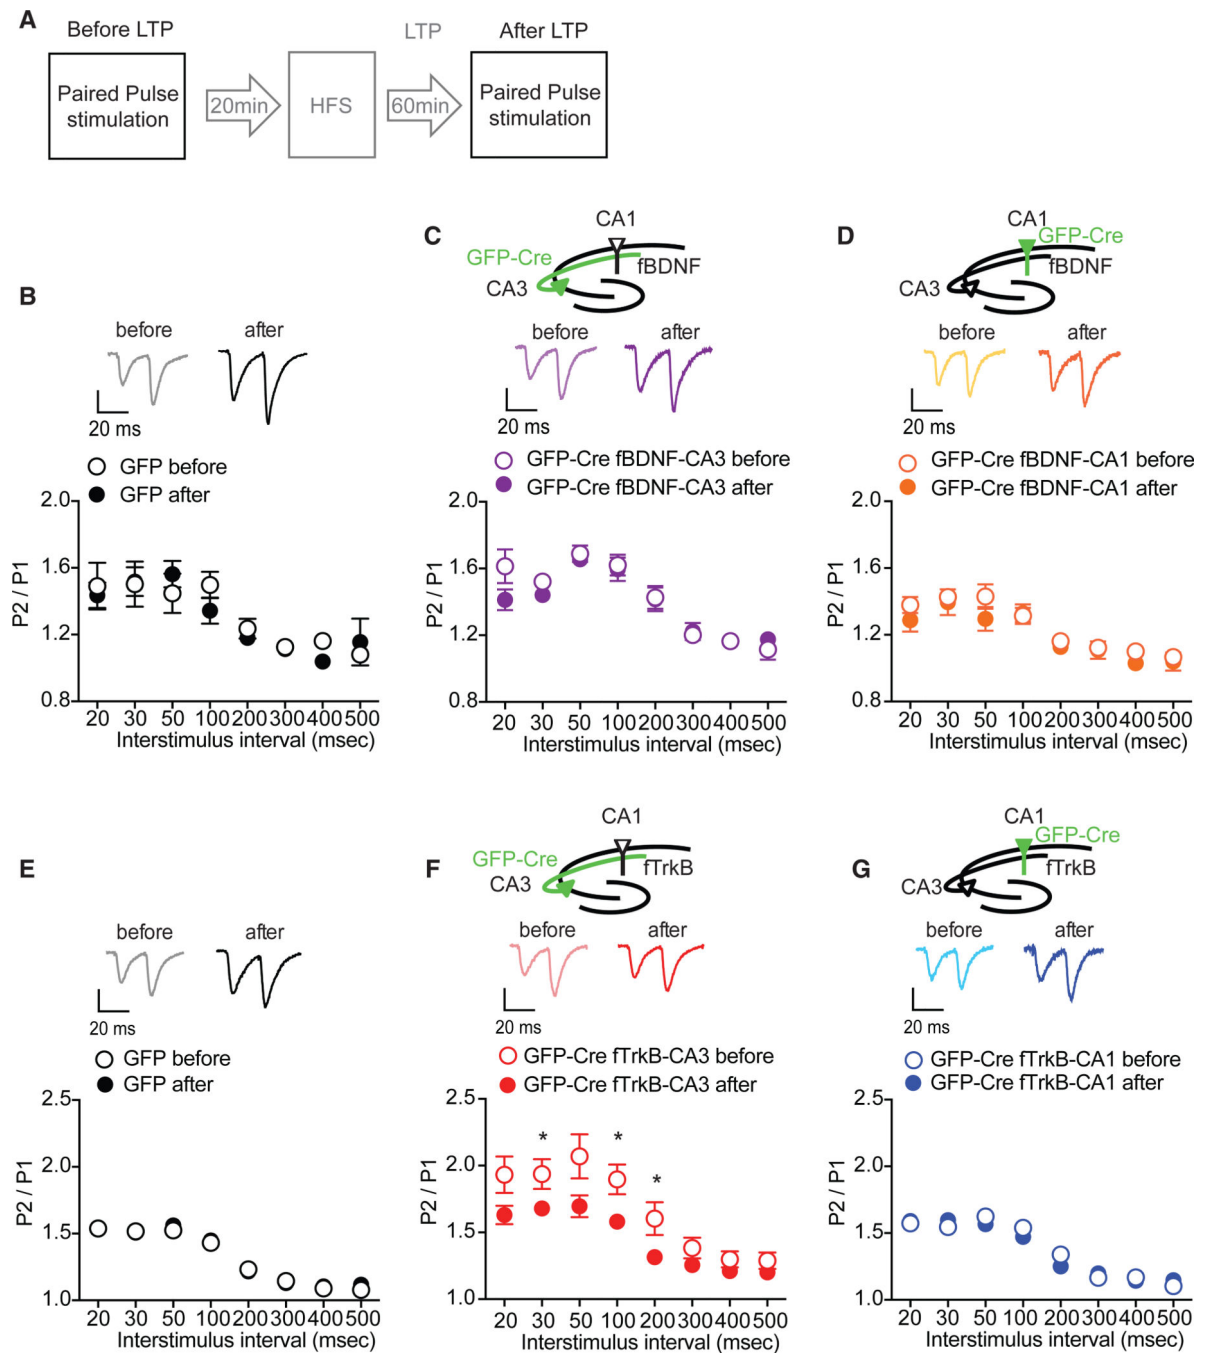 A
Before LTP
LTP
After LTP
Paired Pulse
stimulation
20min
HFS
60min
Paired Pulse
stimulation
B
before
after
20 ms
GFP before
GFP after
2.0
1.6
1.2
0.8
P2 / P1
20 30 50 100 200 300 400 500
Interstimulus interval (msec)
C
CA1
GFP-Cre
fBDNF
CA3
before
after
20 ms
GFP-Cre fBDNF-CA3 before
GFP-Cre fBDNF-CA3 after
2.0
1.6
1.2
0.8
P2 / P1
20 30 50 100 200 300 400 500
Interstimulus interval (msec)
D
CA1
GFP-Cre
fBDNF
CA3
before
after
20 ms
GFP-Cre fBDNF-CA1 before
GFP-Cre fBDNF-CA1 after
2.0
1.6
1.2
0.8
P2 / P1
20 30 50 100 200 300 400 500
Interstimulus interval (msec)
E
before
after
20 ms
GFP before
GFP after
2.5
2.0
1.5
1.0
P2 / P1
20 30 50 100 200 300 400 500
Interstimulus interval (msec)
F
CA1
GFP-Cre
fTrkB
CA3
before
after
20 ms
GFP-Cre fTrkB-CA3 before
GFP-Cre fTrkB-CA3 after
2.5
2.0
1.5
1.0
P2 / P1
* * *
20 30 50 100 200 300 400 500
Interstimulus interval (msec)
G
CA1
GFP-Cre
fTrkB
CA3
before
after
20 ms
GFP-Cre fTrkB-CA1 before
GFP-Cre fTrkB-CA1 after
2.5
2.0
1.5
1.0
P2 / P1
20 30 50 100 200 300 400 500
Interstimulus interval (msec)